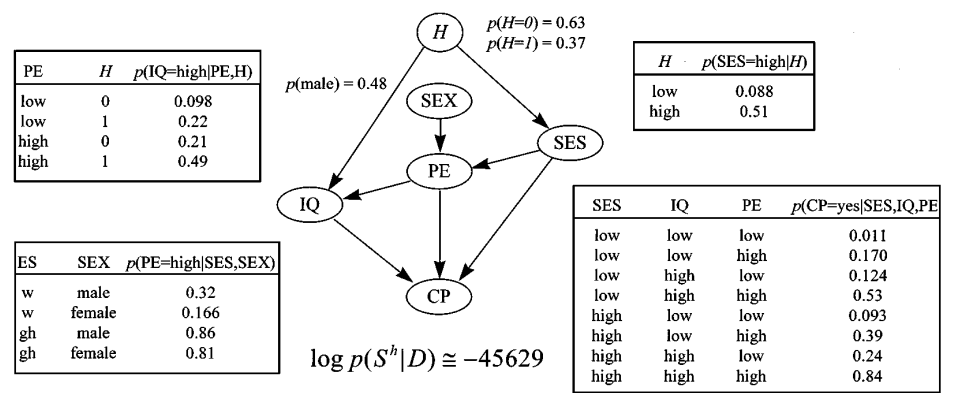 H
p(H=0) = 0.63
p(H=1) = 0.37
p(male) = 0.48
SEX
SES
PE
IQ
CP
PE H p(IQ=high|PE,H)
low 0 0.098
low 1 0.22
high 0 0.21
high 1 0.49
H p(SES=high|H)
low 0.088
high 0.51
ES SEX p(PE=high|SES,SEX)
w male 0.32
w female 0.166
gh male 0.86
gh female 0.81
SES IQ PE p(CP=yes|SES,IQ,PE
low low low 0.011
low low high 0.170
low high low 0.124
low high high 0.53
high low low 0.093
high low high 0.39
high high low 0.24
high high high 0.84
log p(Sʰ|D) ≅ −45629